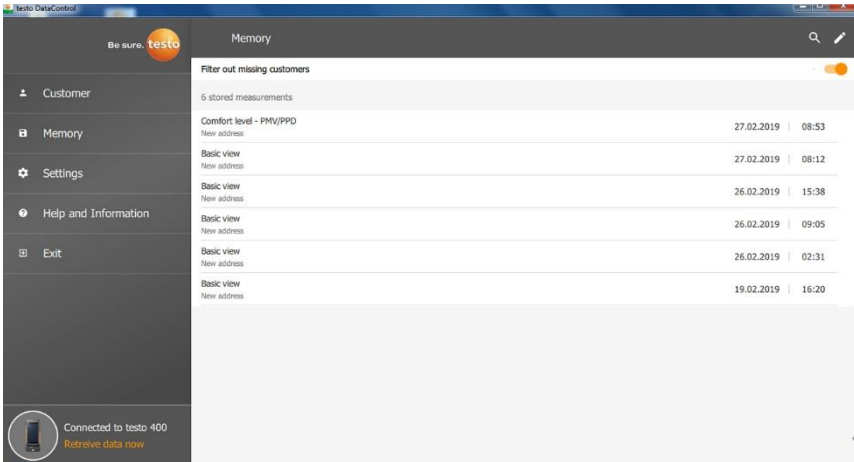 testo DataControl
Be sure. testo
Memory
Filter out missing customers
Customer
6 stored measurements
Comfort level - PMV/PPD
New address
27.02.2019 | 08:53
Memory
Basic view
New address
27.02.2019 | 08:12
Settings
Basic view
New address
26.02.2019 | 15:38
Help and Information
Basic view
New address
26.02.2019 | 09:05
Exit
Basic view
New address
26.02.2019 | 02:31
Basic view
New address
19.02.2019 | 16:20
Connected to testo 400
Retreive data now